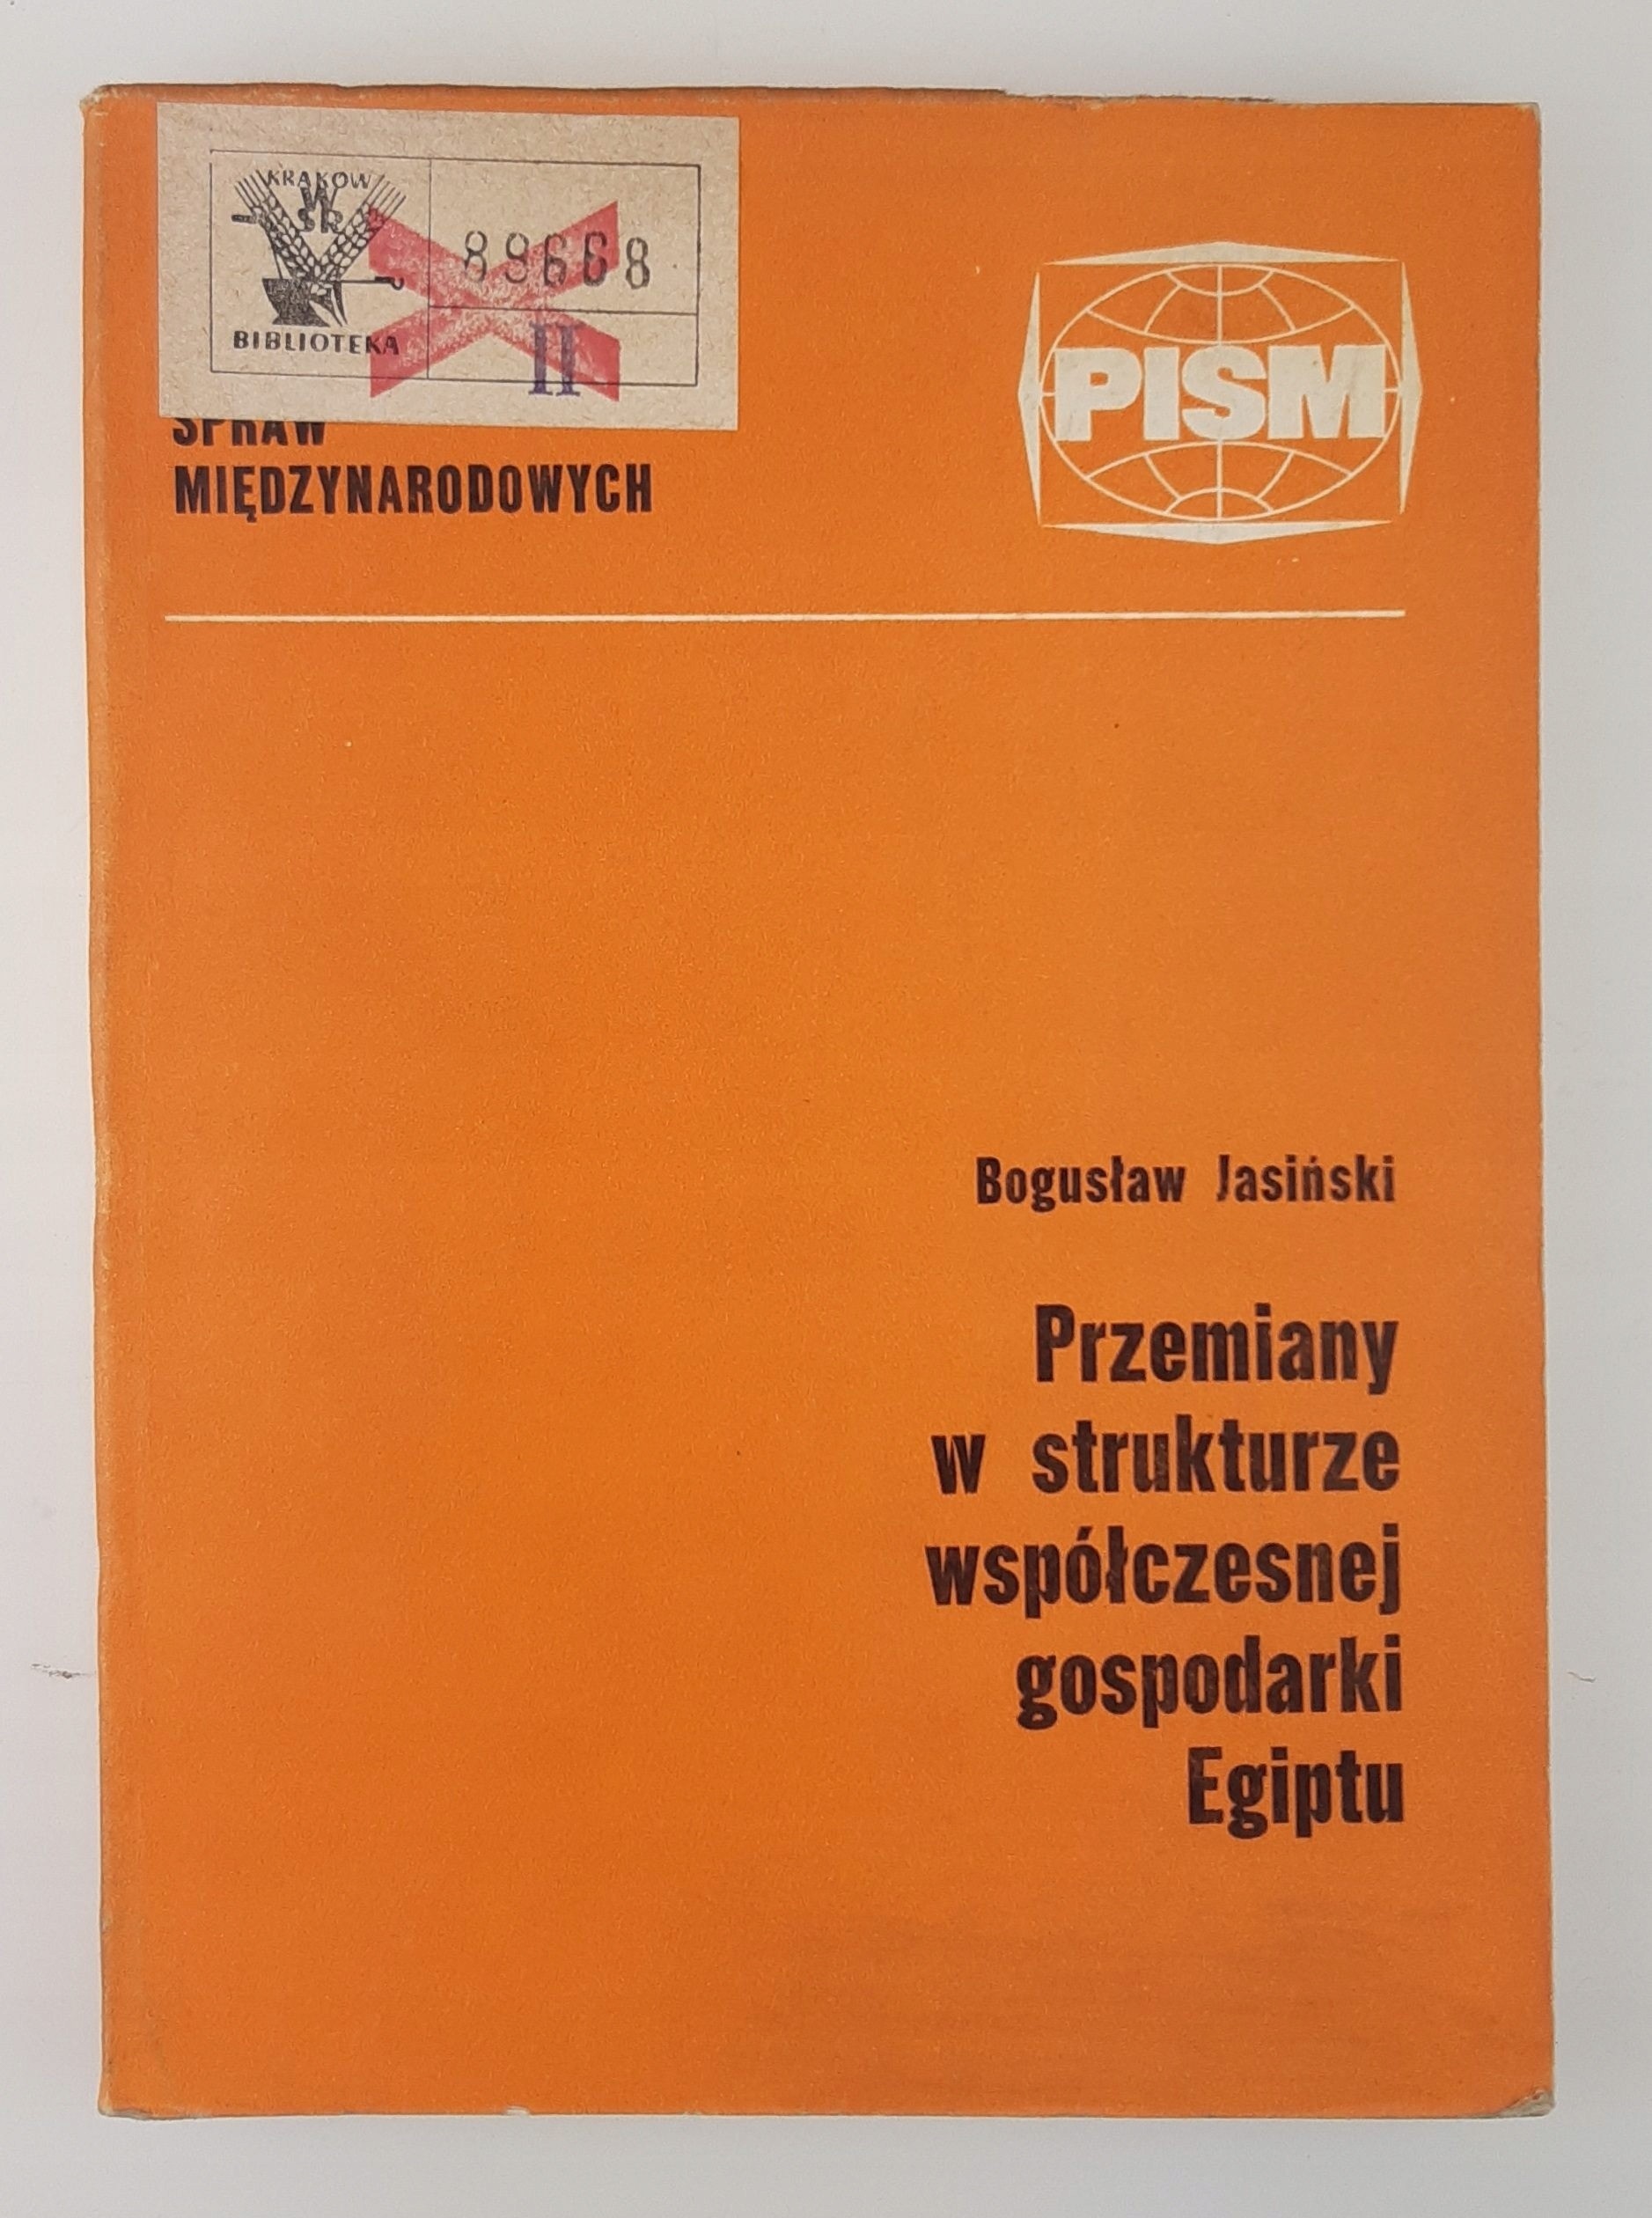 KRAKÓW
WSR
BIBLIOTEKA
89668
II
SPRAW
MIĘDZYNARODOWYCH
PISM
Bogusław Jasiński
Przemiany
w strukturze
współczesnej
gospodarki
Egiptu